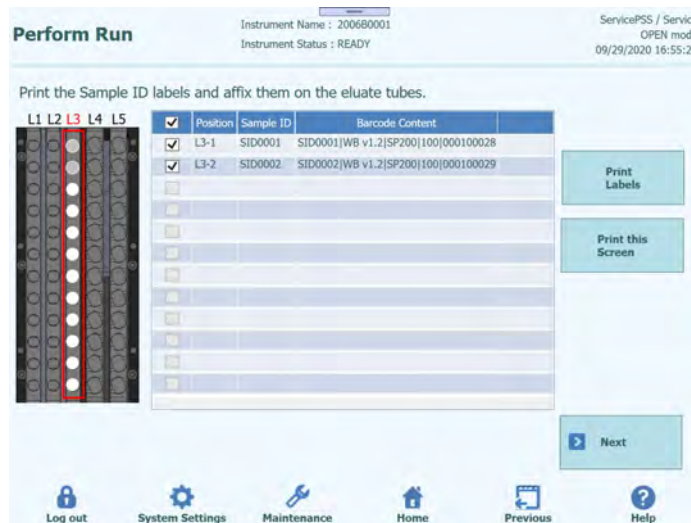 Perform Run
Instrument Name : 200680001
Instrument Status : READY
ServicePSS / Servic
OPEN mod
09/29/2020 16:55:2
Print the Sample ID labels and affix them on the eluate tubes.
L1 L2 L3 L4 L5
Position Sample ID Barcode Content
L3-1 SID0001 SID0001|WB v1.2|SP200|100|000100028
L3-2 SID0002 SID0002|WB v1.2|SP200|100|000100029
Print
Labels
Print this
Screen
Next
Log out System Settings Maintenance Home Previous Help